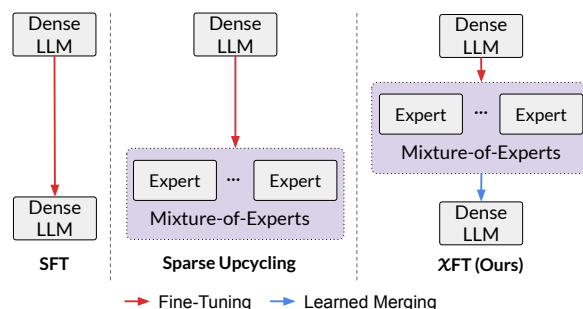 Dense
LLM
Dense
LLM
SFT
Dense
LLM
Expert ... Expert
Mixture-of-Experts
Sparse Upcycling
Dense
LLM
Expert ... Expert
Mixture-of-Experts
Dense
LLM
χFT (Ours)
Fine-Tuning
Learned Merging